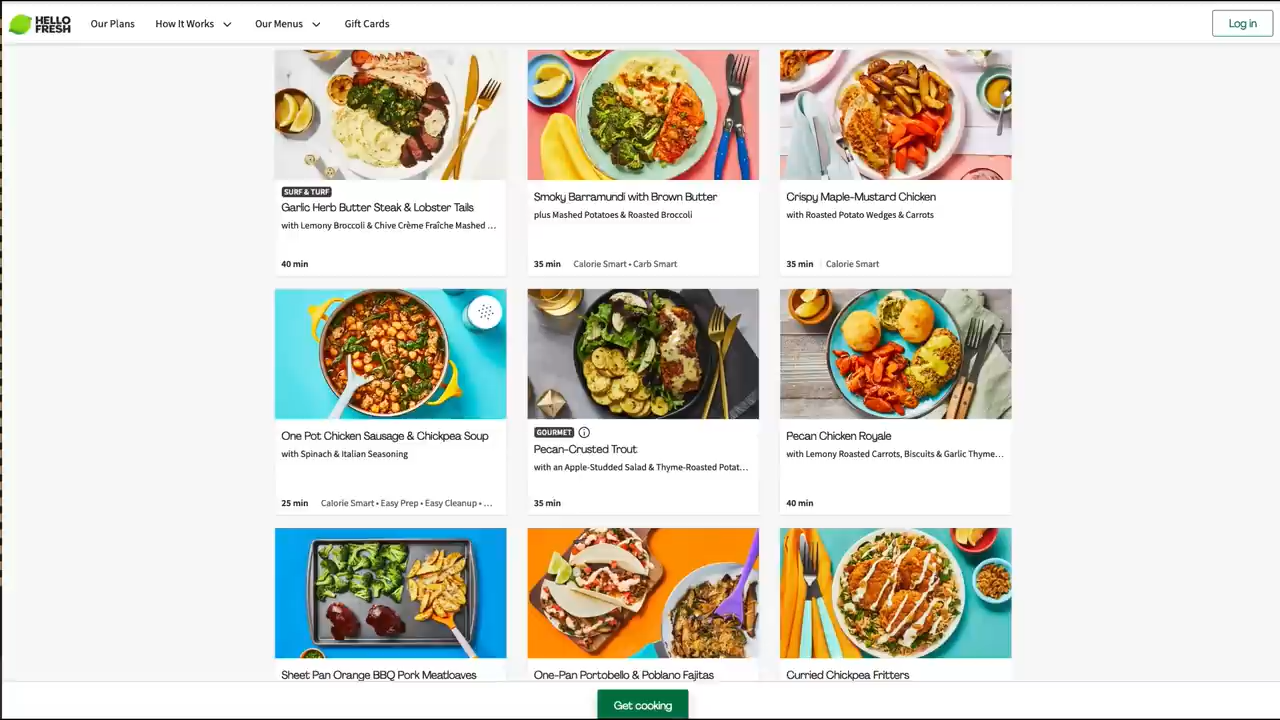 HELLO
FRESH
Our Plans
How It Works
Our Menus
Gift Cards
Log in
SURF & TURF
Garlic Herb Butter Steak & Lobster Tails
with Lemony Broccoli & Chive Crème Fraîche Mashed ...
40 min
Smoky Barramundi with Brown Butter
plus Mashed Potatoes & Roasted Broccoli
35 min Calorie Smart • Carb Smart
Crispy Maple-Mustard Chicken
with Roasted Potato Wedges & Carrots
35 min Calorie Smart
One Pot Chicken Sausage & Chickpea Soup
with Spinach & Italian Seasoning
25 min Calorie Smart • Easy Prep • Easy Cleanup • ...
GOURMET
Pecan-Crusted Trout
with an Apple-Studded Salad & Thyme-Roasted Potat...
35 min
Pecan Chicken Royale
with Lemony Roasted Carrots, Biscuits & Garlic Thyme...
40 min
Sheet Pan Orange BBQ Pork Meatloaves
One-Pan Portobello & Poblano Fajitas
Curried Chickpea Fritters
Get cooking